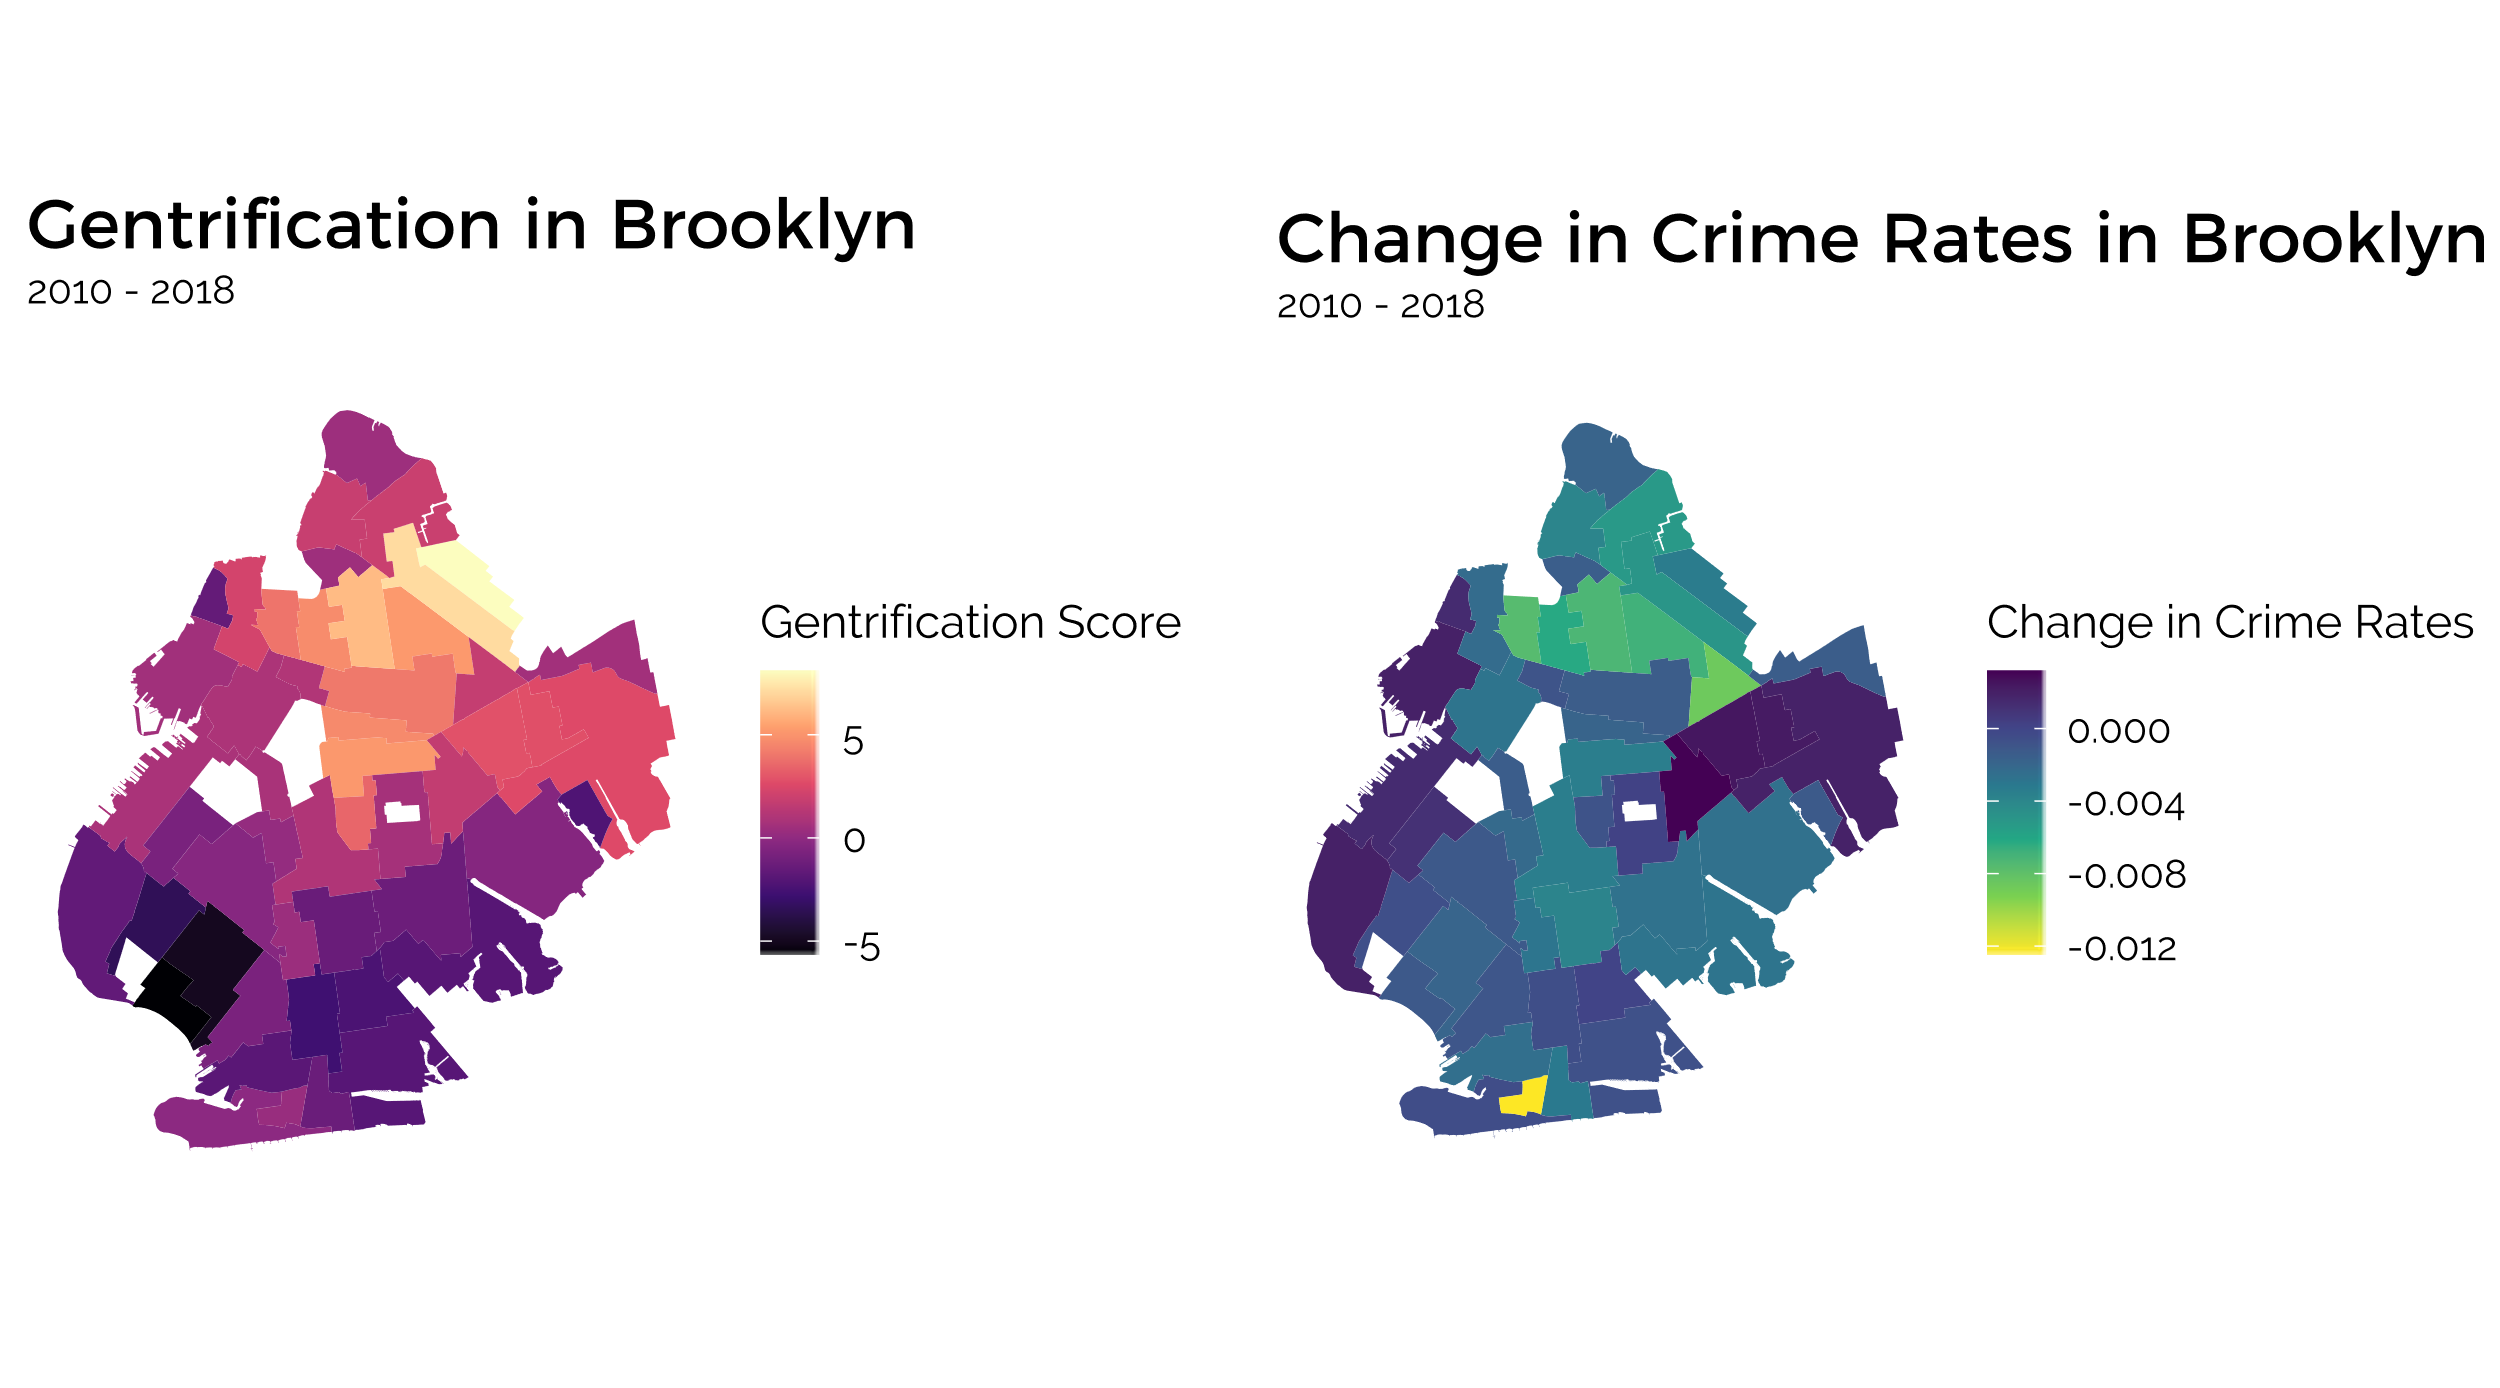 Gentrification in Brooklyn
2010 - 2018
Gentrification Score
5
0
-5
Change in Crime Rates in Brooklyn
2010 - 2018
Change in Crime Rate
0.000
-0.004
-0.008
-0.012